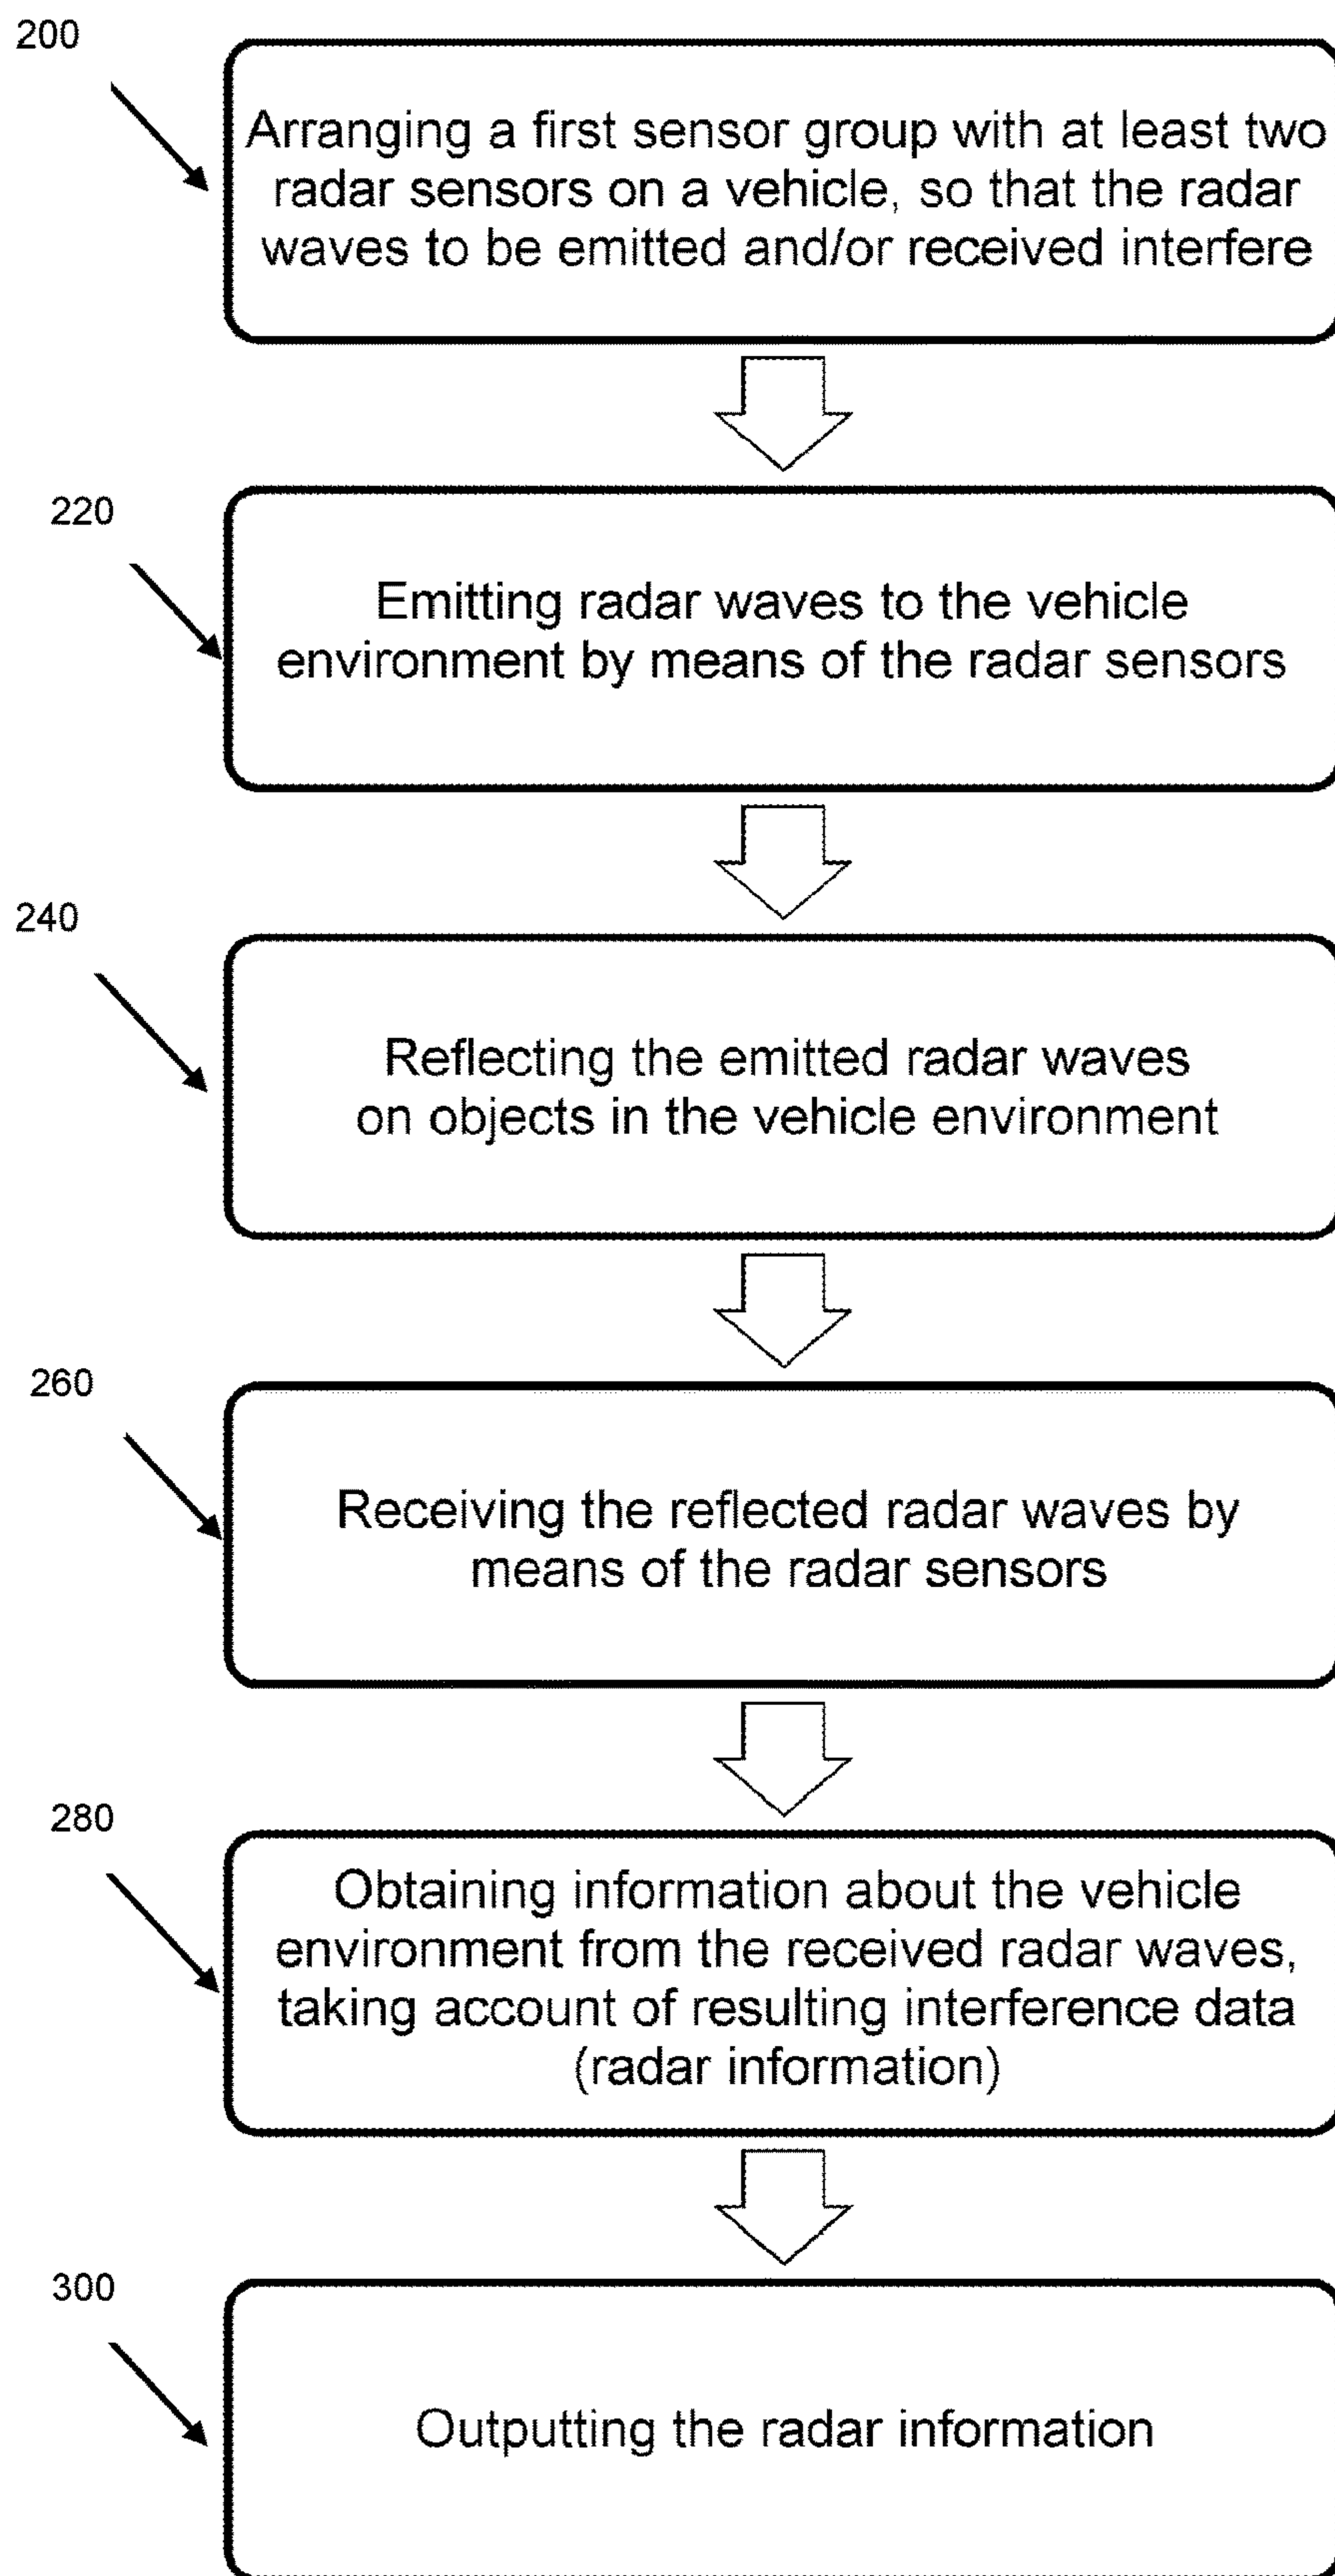 200
Arranging a first sensor group with at least two
radar sensors on a vehicle, so that the radar
waves to be emitted and/or received interfere
220
Emitting radar waves to the vehicle
environment by means of the radar sensors
240
Reflecting the emitted radar waves
on objects in the vehicle environment
260
Receiving the reflected radar waves by
means of the radar sensors
280
Obtaining information about the vehicle
environment from the received radar waves,
taking account of resulting interference data
(radar information)
300
Outputting the radar information